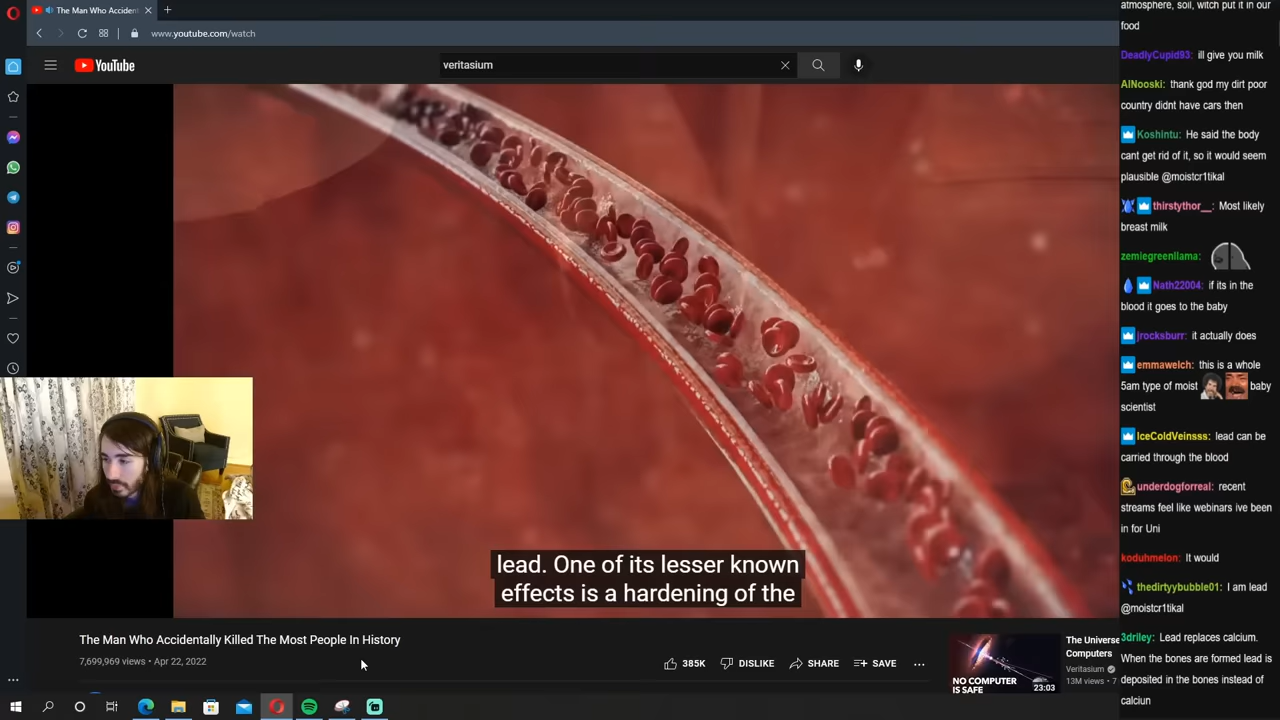 The Man Who Acciden
www.youtube.com/watch
YouTube
veritasium
lead. One of its lesser known
effects is a hardening of the
The Man Who Accidentally Killed The Most People In History
7,699,969 views • Apr 22, 2022
385K
DISLIKE
SHARE
SAVE
NO COMPUTER
IS SAFE
23:03
The Universe
Computers
Veritasium
13M views • 7
atmosphere, soil, witch put it in our
food
DeadlyCupid93: ill give you milk
AlNooski: thank god my dirt poor
country didnt have cars then
Koshintu: He said the body
cant get rid of it, so it would seem
plausible @moistcr1tikal
thirstythor__: Most likely
breast milk
zemiegreenllama:
Nath22004: if its in the
blood it goes to the baby
jrocksburr: it actually does
emmawelch: this is a whole
5am type of moist baby
scientist
IceColdVeinsss: lead can be
carried through the blood
underdogforreal: recent
streams feel like webinars ive been
in for Uni
koduhmelon: It would
thedirtyybubble01: I am lead
@moistcr1tikal
3driley: Lead replaces calcium.
When the bones are formed lead is
deposited in the bones instead of
calciun